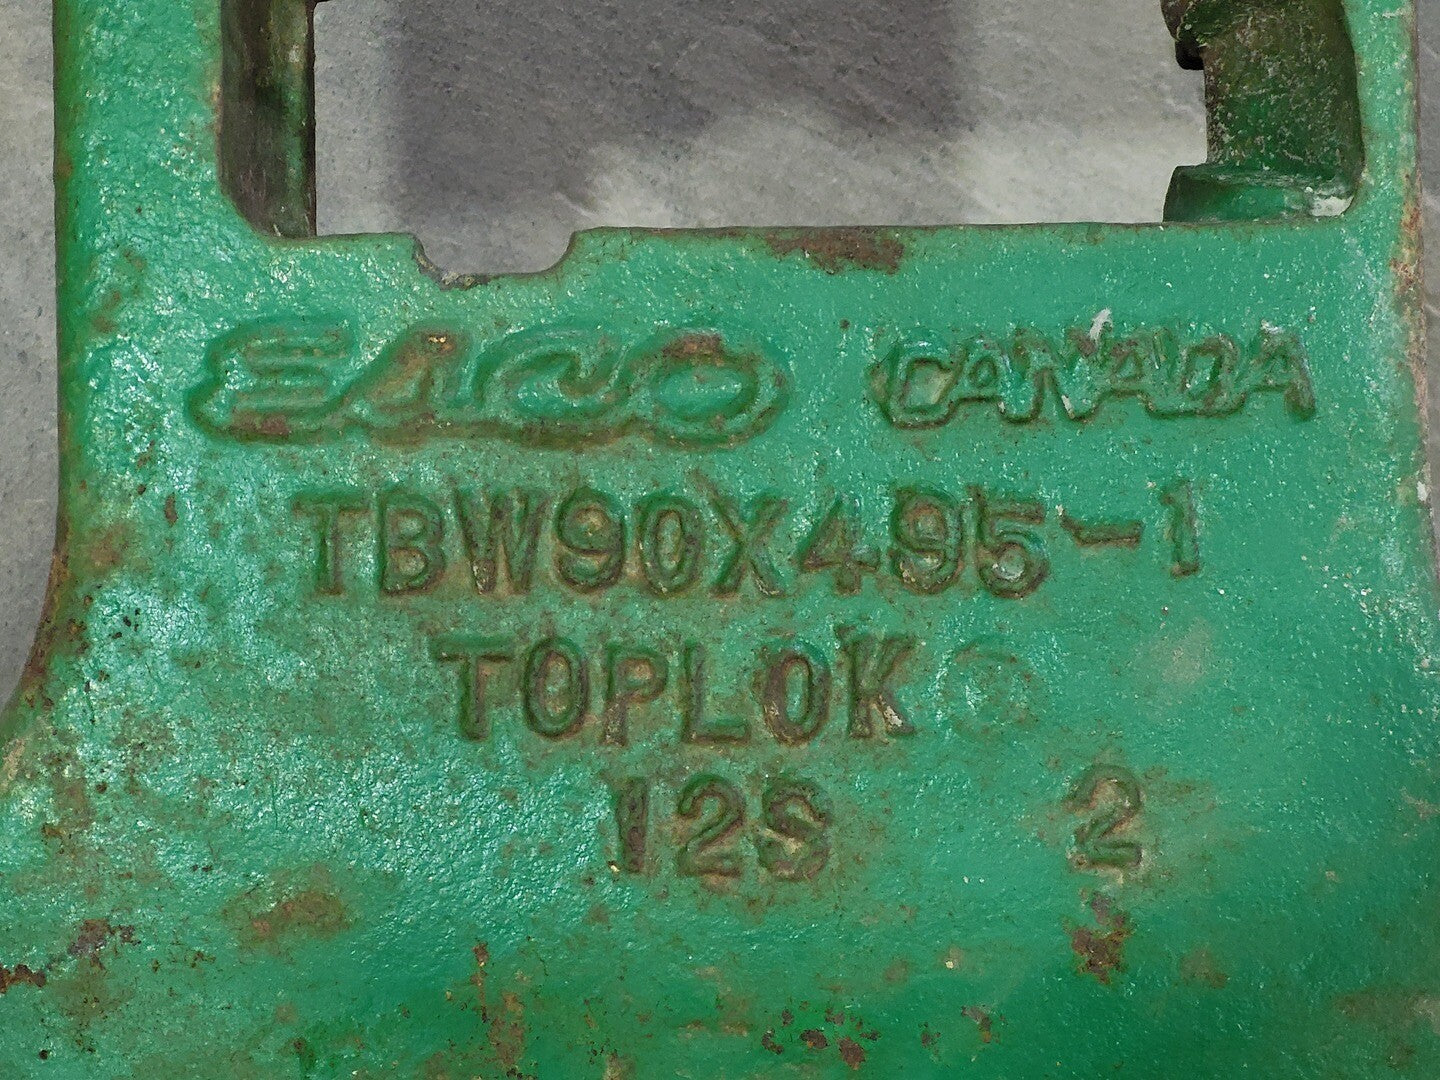 ESCO CANADA
TBW90X495-1
TOPLOK®
12S 2